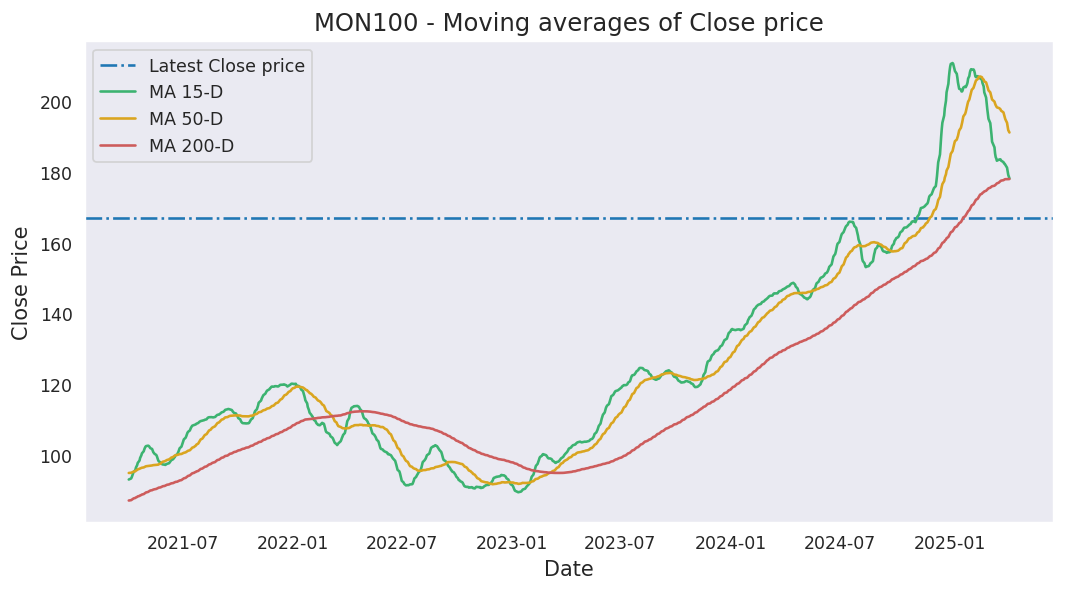 MON100 - Moving averages of Close price
Latest Close price
MA 15-D
MA 50-D
MA 200-D
Close Price
200
180
160
140
120
100
2021-07 2022-01 2022-07 2023-01 2023-07 2024-01 2024-07 2025-01
Date